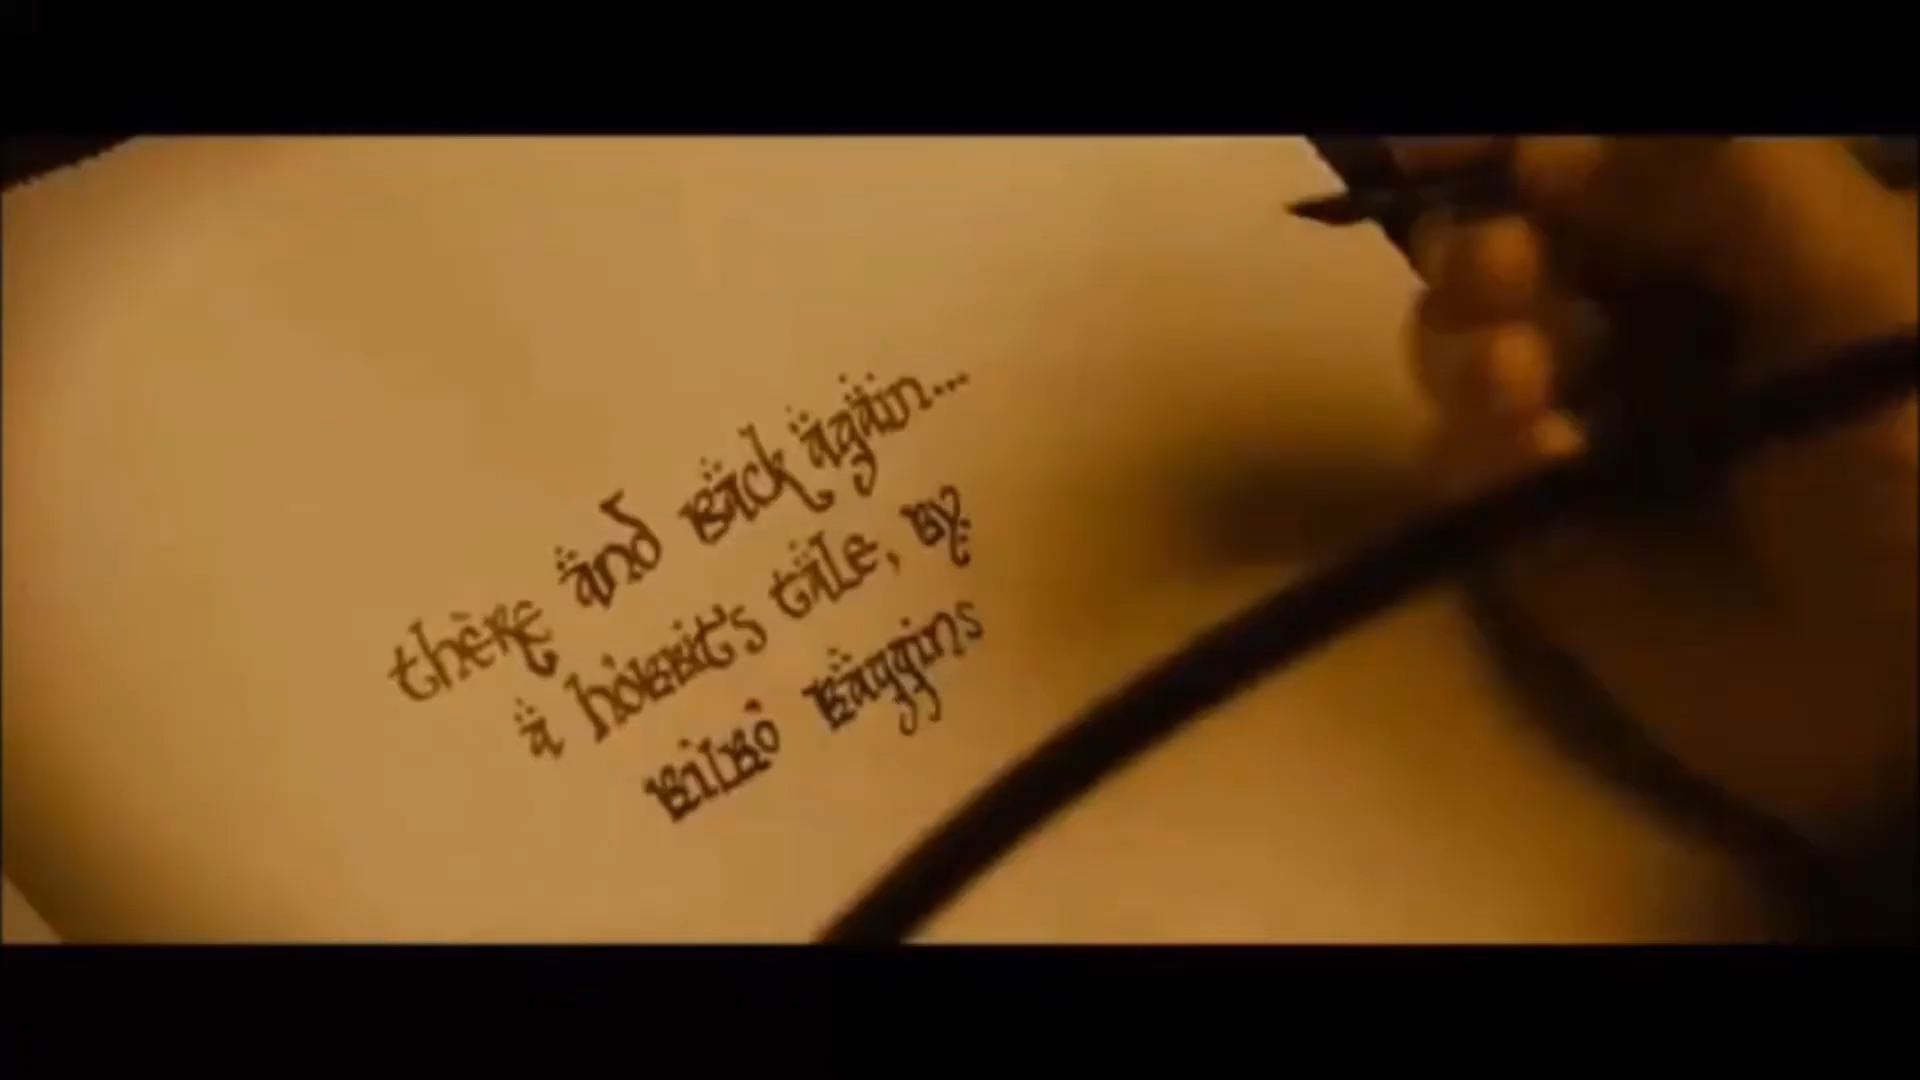 there and back again...
a hobbit's tale, by
bilbo baggins